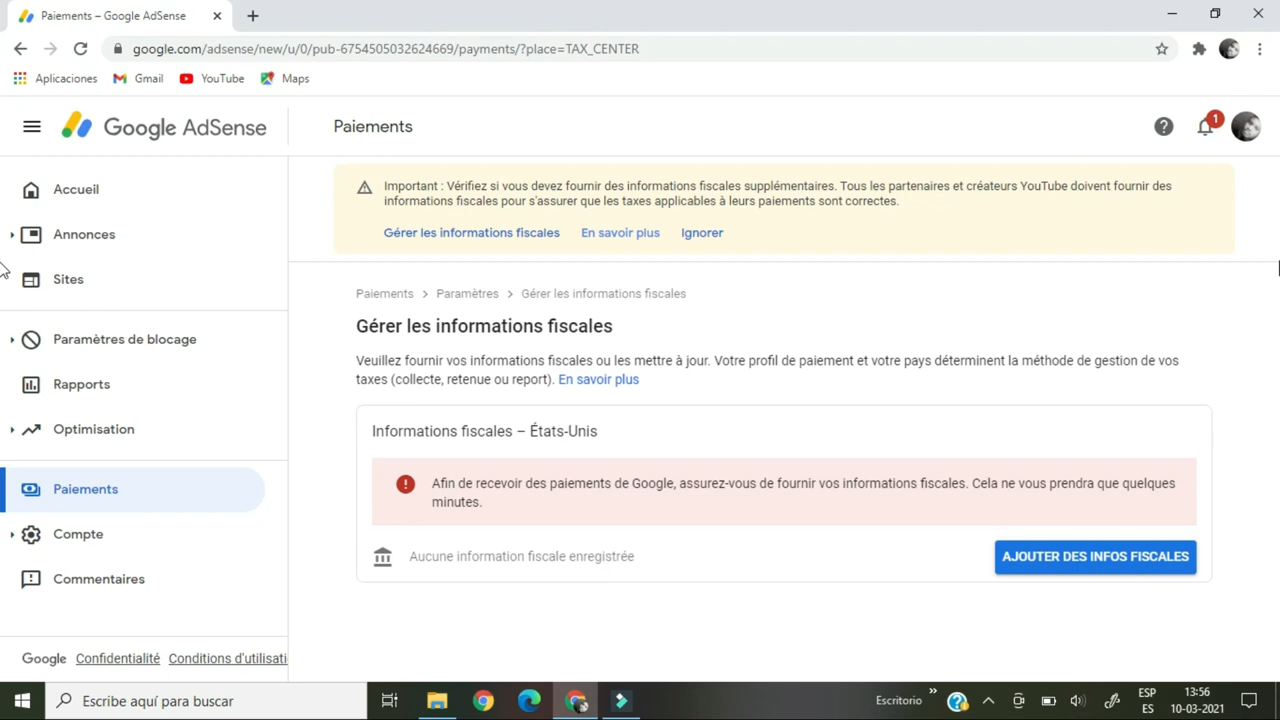 Paiements – Google AdSense
google.com/adsense/new/u/0/pub-6754505032624669/payments/?place=TAX_CENTER
Aplicaciones
Gmail
YouTube
Maps
Google AdSense
Paiements
1
Accueil
Annonces
Sites
Paramètres de blocage
Rapports
Optimisation
Paiements
Compte
Commentaires
Google Confidentialité Conditions d'utilisati
Important : Vérifiez si vous devez fournir des informations fiscales supplémentaires. Tous les partenaires et créateurs YouTube doivent fournir des
informations fiscales pour s'assurer que les taxes applicables à leurs paiements sont correctes.
Gérer les informations fiscales En savoir plus Ignorer
Paiements > Paramètres > Gérer les informations fiscales
Gérer les informations fiscales
Veuillez fournir vos informations fiscales ou les mettre à jour. Votre profil de paiement et votre pays déterminent la méthode de gestion de vos
taxes (collecte, retenue ou report). En savoir plus
Informations fiscales – États-Unis
Afin de recevoir des paiements de Google, assurez-vous de fournir vos informations fiscales. Cela ne vous prendra que quelques
minutes.
Aucune information fiscale enregistrée
AJOUTER DES INFOS FISCALES
Escribe aquí para buscar
Escritorio
ESP
ES
13:56
10-03-2021